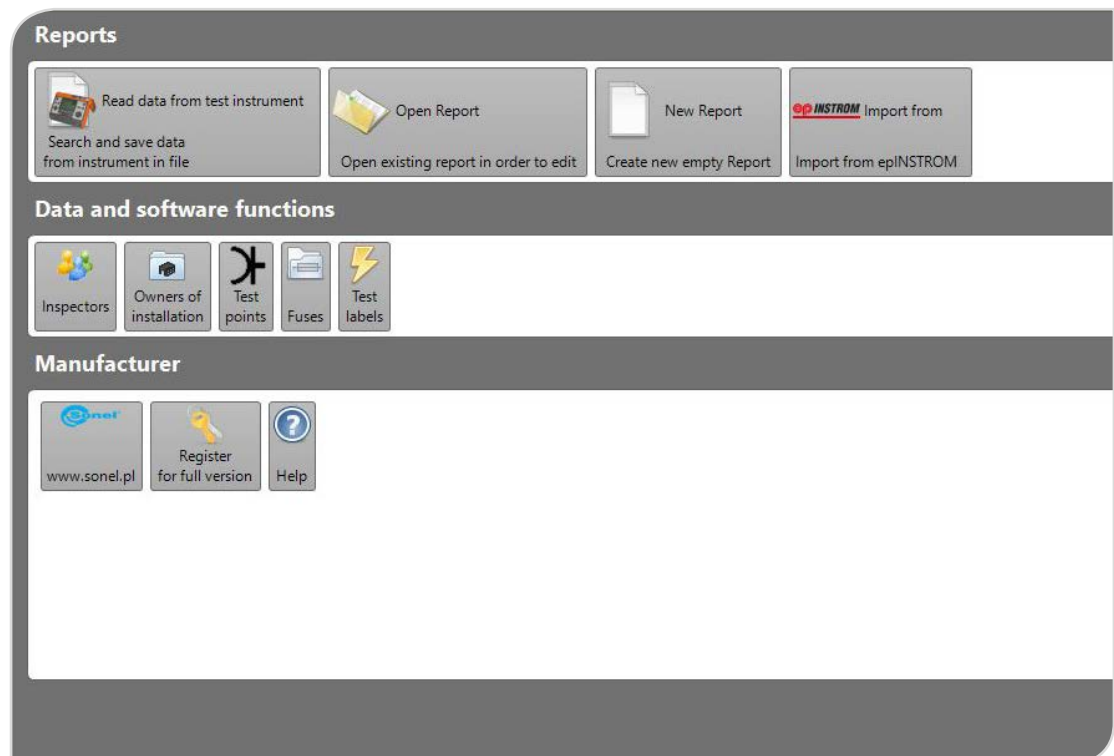 Reports
Read data from test instrument
Search and save data
from instrument in file
Open Report
Open existing report in order to edit
New Report
Create new empty Report
ep INSTROM Import from
Import from epINSTROM
Data and software functions
Inspectors
Owners of
installation
Test
points
Fuses
Test
labels
Manufacturer
Sonel
www.sonel.pl
Register
for full version
?
Help